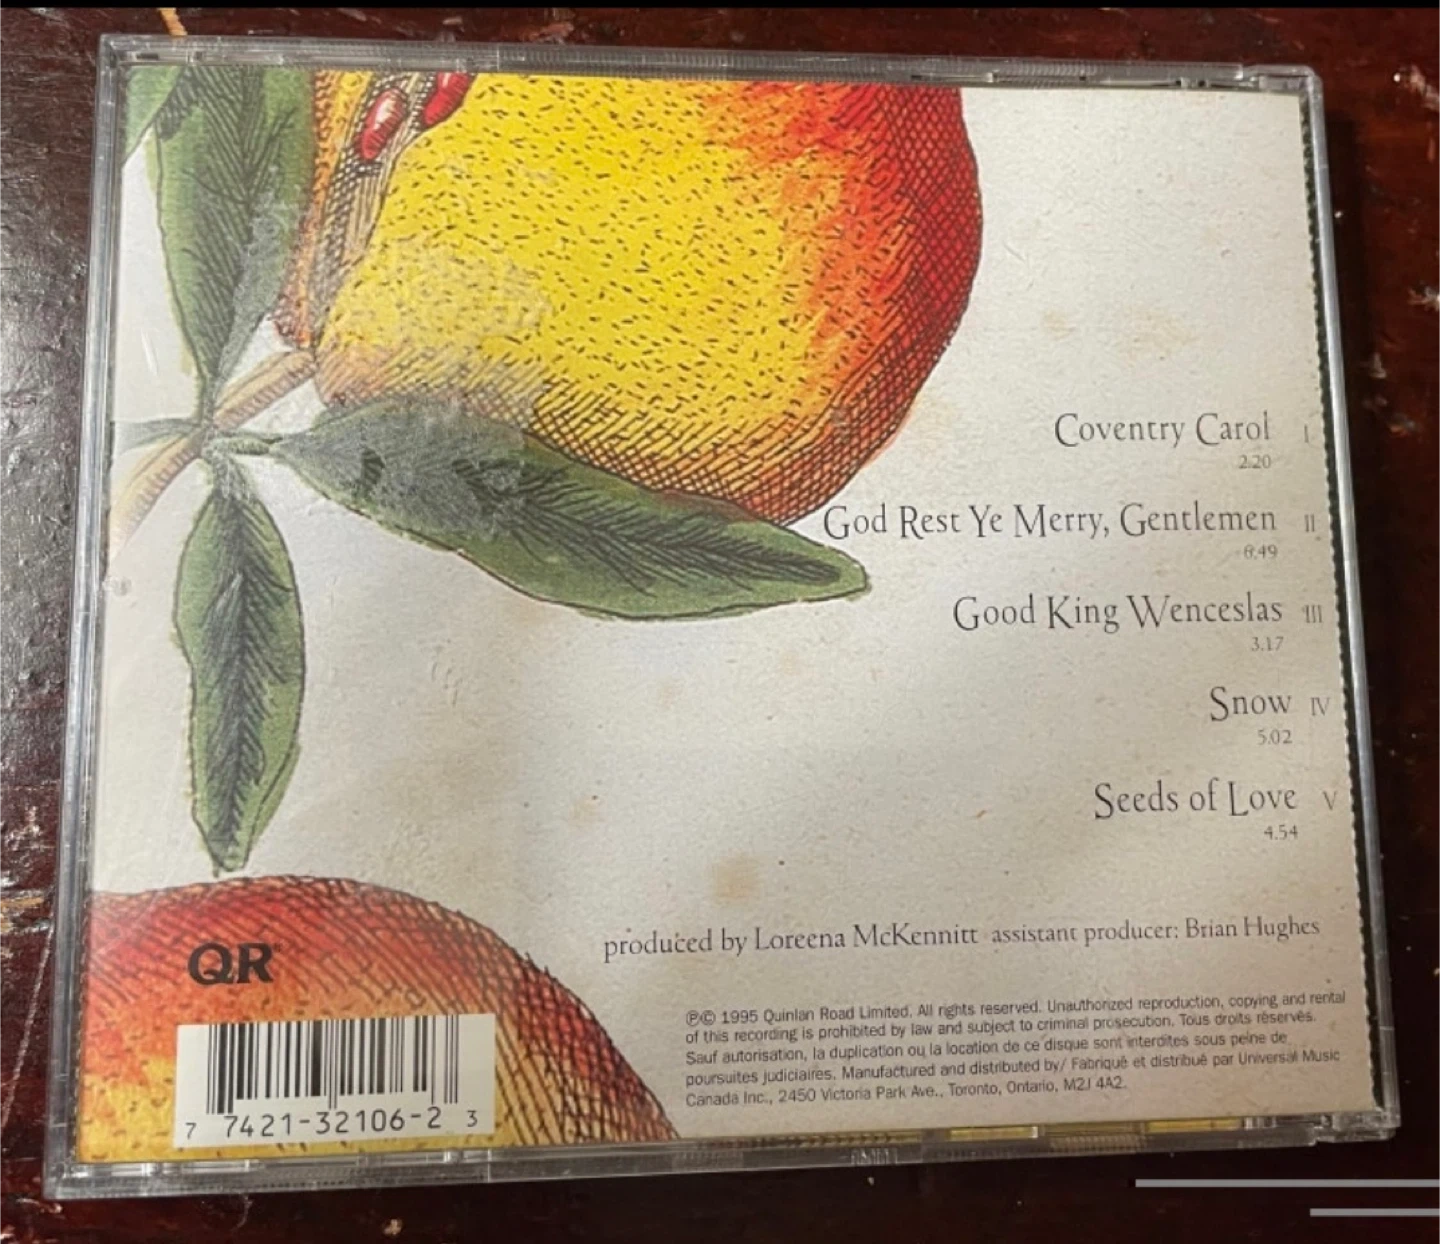 Coventry Carol I
2.20
God Rest Ye Merry, Gentlemen II
6.49
Good King Wenceslas III
3.17
Snow IV
5.02
Seeds of Love V
4.54
produced by Loreena McKennitt assistant producer: Brian Hughes
QR
℗© 1995 Quinlan Road Limited. All rights reserved. Unauthorized reproduction, copying and rental
of this recording is prohibited by law and subject to criminal prosecution. Tous droits réservés.
Sauf autorisation, la duplication ou la location de ce disque sont interdites sous peine de
poursuites judiciaires. Manufactured and distributed by/ Fabriqué et distribué par Universal Music
Canada Inc., 2450 Victoria Park Ave., Toronto, Ontario, M2J 4A2.
7 7421-32106-2 3